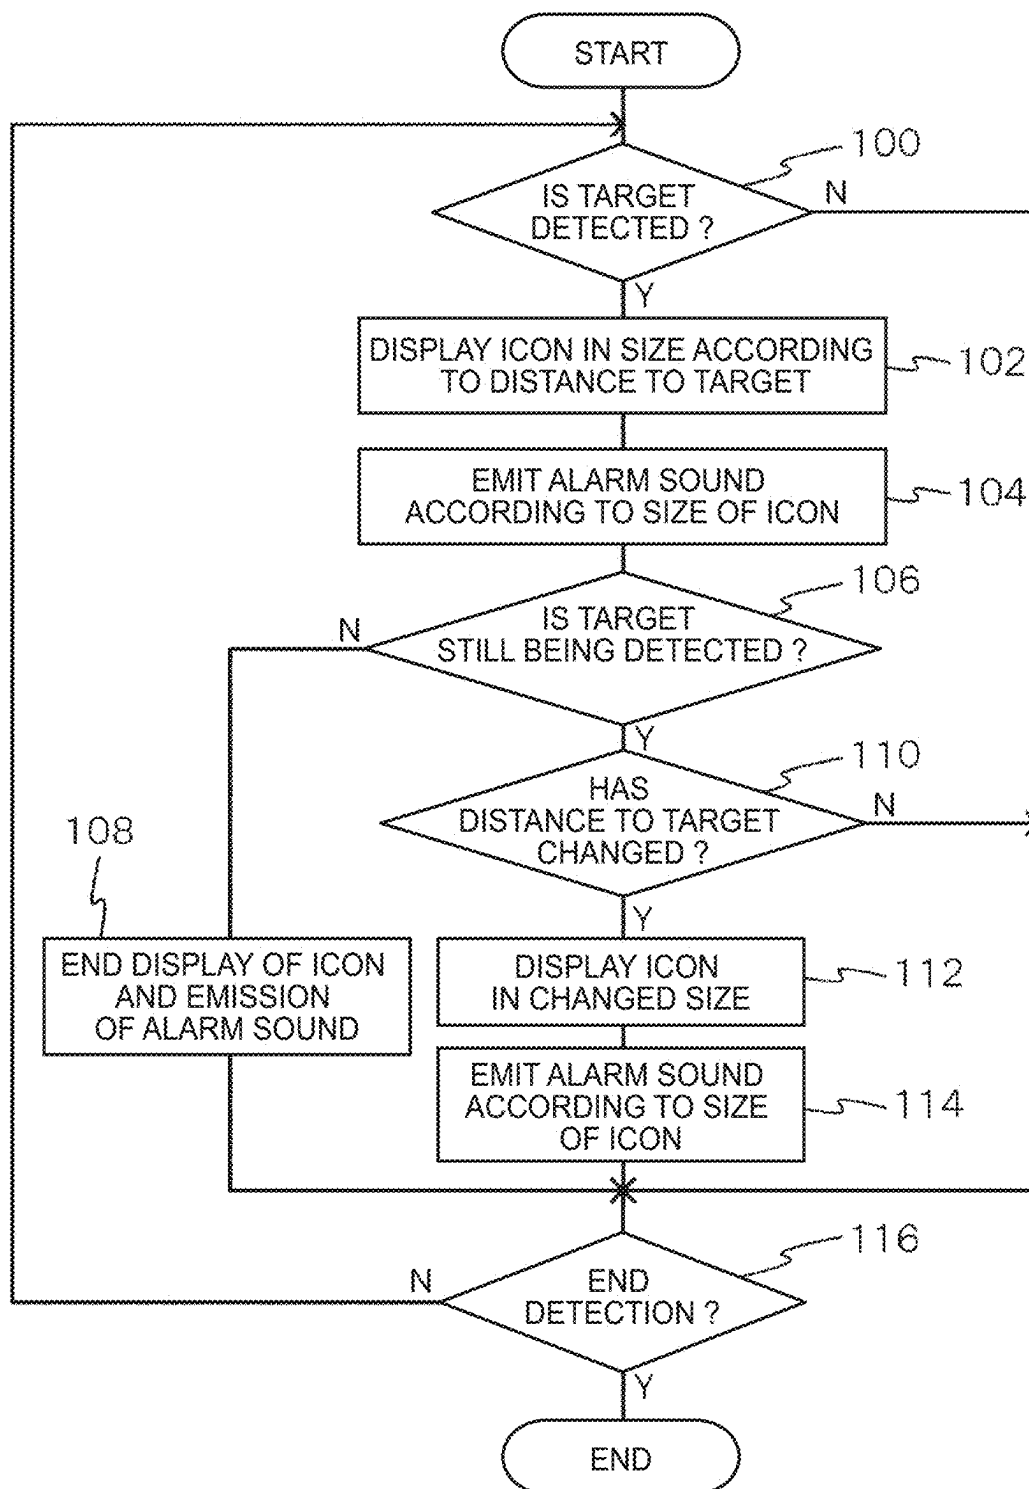 START
100
IS TARGET
DETECTED ?
N
Y
DISPLAY ICON IN SIZE ACCORDING
TO DISTANCE TO TARGET
102
EMIT ALARM SOUND
ACCORDING TO SIZE OF ICON
104
106
IS TARGET
STILL BEING DETECTED ?
N
Y
110
HAS
DISTANCE TO TARGET
CHANGED ?
N
Y
108
END DISPLAY OF ICON
AND EMISSION
OF ALARM SOUND
DISPLAY ICON
IN CHANGED SIZE
112
EMIT ALARM SOUND
ACCORDING TO SIZE
OF ICON
114
116
END
DETECTION ?
N
Y
END